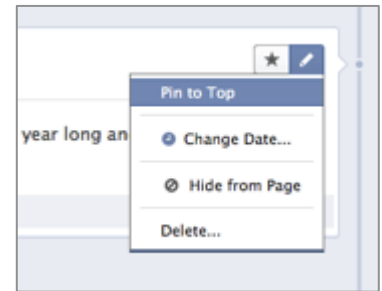 Pin to Top
year long an
Change Date...
Hide from Page
Delete...